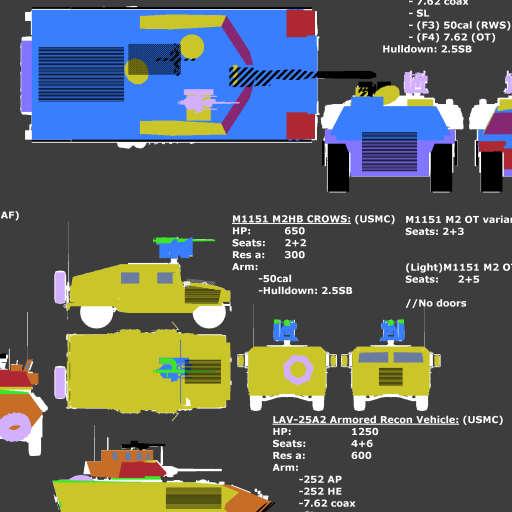 - 7.62 coax
- SL
- (F3) 50cal (RWS)
- (F4) 7.62 (OT)
Hulldown: 2.5SB
AF)
M1151 M2HB CROWS: (USMC)
HP: 650
Seats: 2+2
Res a: 300
Arm:
-50cal
-Hulldown: 2.5SB
M1151 M2 OT varia
Seats: 2+3
(Light)M1151 M2 O
Seats: 2+5
//No doors
LAV-25A2 Armored Recon Vehicle: (USMC)
HP: 1250
Seats: 4+6
Res a: 600
Arm:
-252 AP
-252 HE
-7.62 coax